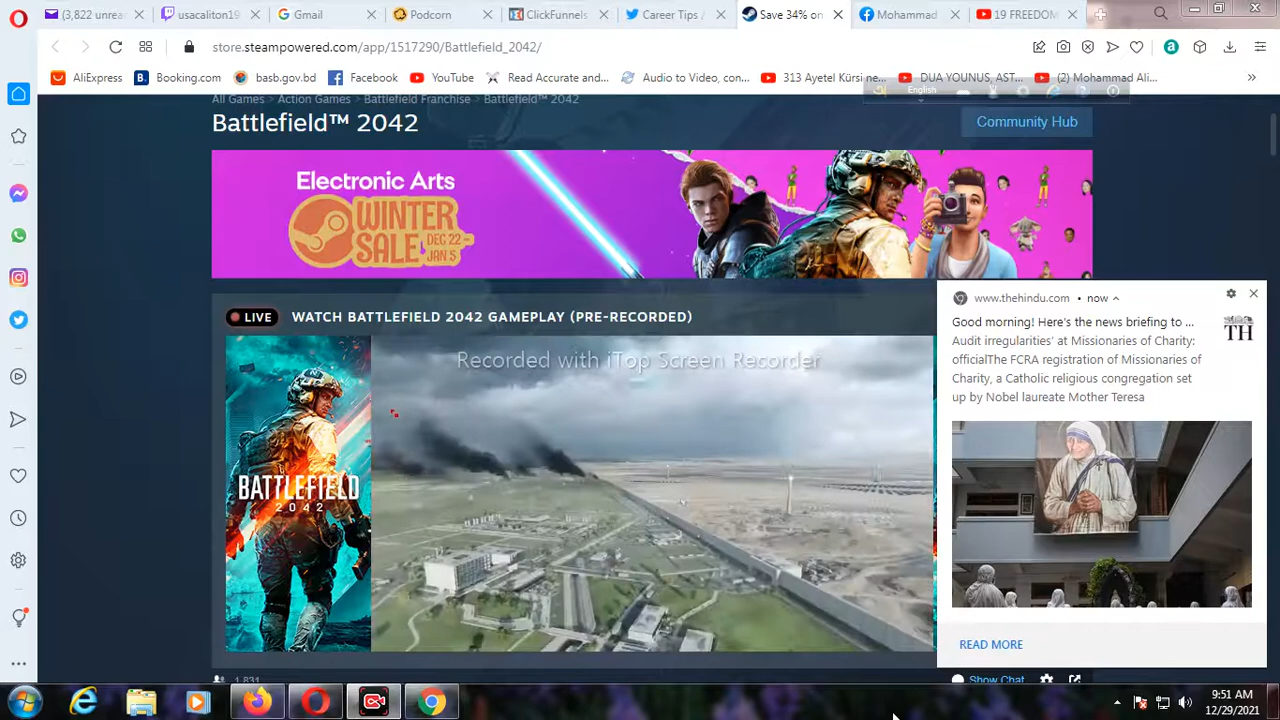 (3,822 unrea
usacaliton19
Gmail
Podcorn
ClickFunnels
Career Tips /
Save 34% on
Mohammad
19 FREEDOM
store.steampowered.com/app/1517290/Battlefield_2042/
AliExpress
Booking.com
basb.gov.bd
Facebook
YouTube
Read Accurate and...
Audio to Video, con...
313 Ayetel Kürsi ne...
DUA YOUNUS, AST...
(2) Mohammad Ali...
English
All Games > Action Games > Battlefield Franchise > Battlefield™ 2042
Battlefield™ 2042
Community Hub
Electronic Arts
WINTER
SALE
DEC 22 -
JAN 5
LIVE
WATCH BATTLEFIELD 2042 GAMEPLAY (PRE-RECORDED)
Recorded with iTop Screen Recorder
BATTLEFIELD
2042
www.thehindu.com • now
Good morning! Here's the news briefing to ...
TH
Audit irregularities' at Missionaries of Charity:
officialThe FCRA registration of Missionaries of
Charity, a Catholic religious congregation set
up by Nobel laureate Mother Teresa
READ MORE
1,831
Show Chat
9:51 AM
12/29/2021